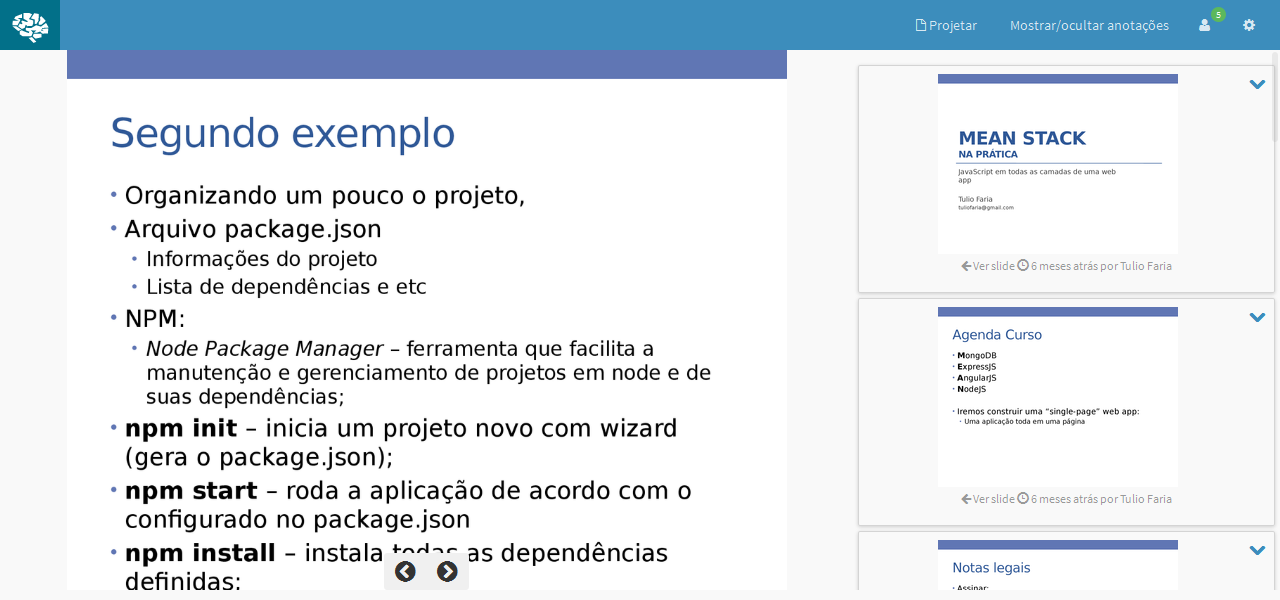 Projetar
Mostrar/ocultar anotações
5
Segundo exemplo
• Organizando um pouco o projeto,
• Arquivo package.json
• Informações do projeto
• Lista de dependências e etc
• NPM:
• Node Package Manager – ferramenta que facilita a
manutenção e gerenciamento de projetos em node e de
suas dependências;
• npm init – inicia um projeto novo com wizard
(gera o package.json);
• npm start – roda a aplicação de acordo com o
configurado no package.json
• npm install – instala todas as dependências
definidas;
MEAN STACK
NA PRÁTICA
JavaScript em todas as camadas de uma web
app
Tulio Faria
tuliofaria@gmail.com
Ver slide 6 meses atrás por Tulio Faria
Agenda Curso
• MongoDB
• ExpressJS
• AngularJS
• NodeJS
• Iremos construir uma “single-page” web app:
• Uma aplicação toda em uma página
Ver slide 6 meses atrás por Tulio Faria
Notas legais
• Assinar: